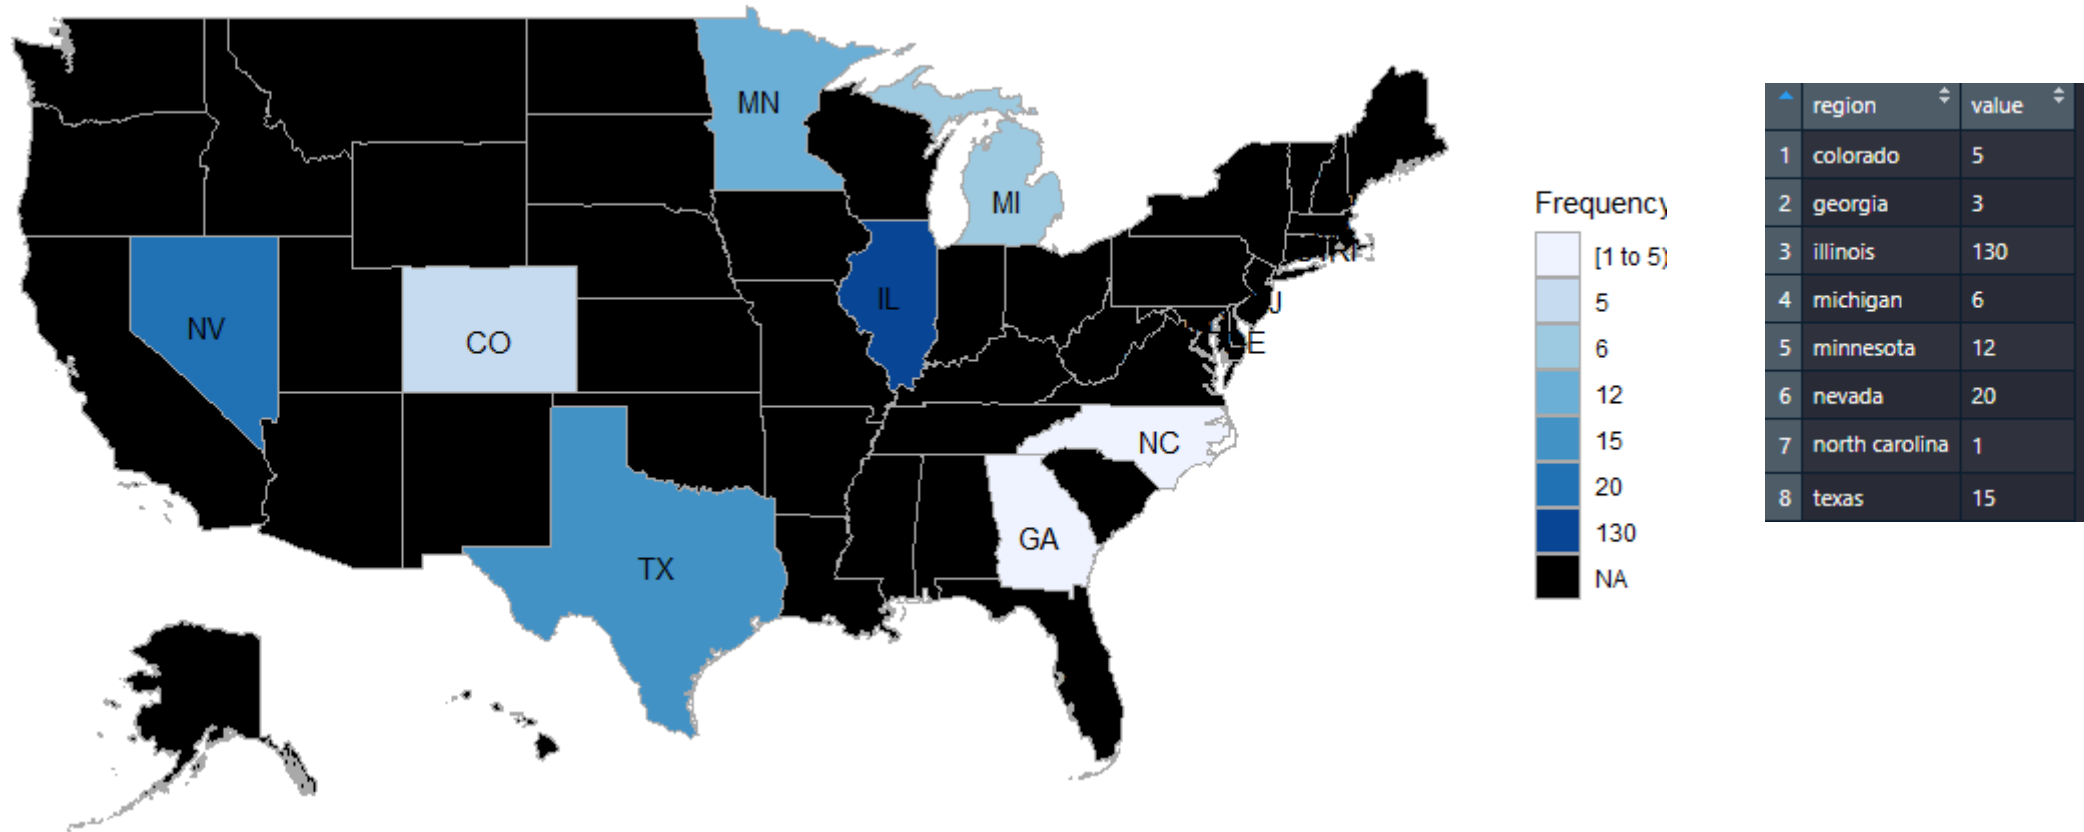 MN
MI
IL
NV
CO
TX
NC
GA
RI
J
E
Frequency
[1 to 5)
5
6
12
15
20
130
NA
region value
1 colorado 5
2 georgia 3
3 illinois 130
4 michigan 6
5 minnesota 12
6 nevada 20
7 north carolina 1
8 texas 15